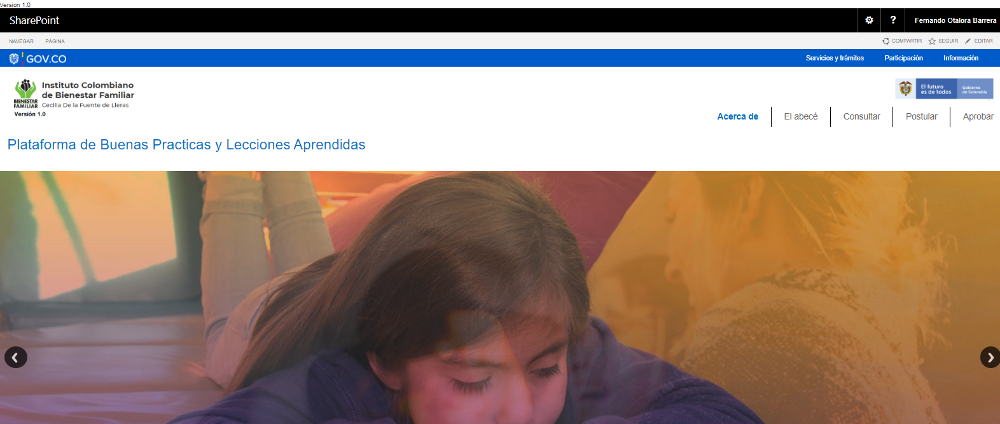 Version 1.0
SharePoint
? Fernando Otalora Barrera
NAVEGAR PÁGINA
COMPARTIR SEGUIR EDITAR
GOV.CO
Servicios y trámites Participación Información
Instituto Colombiano
de Bienestar Familiar
Cecilia De la Fuente de Lleras
BIENESTAR
FAMILIAR
Versión 1.0
El futuro
es de todos
Gobierno
de Colombia
Acerca de El abecé Consultar Postular Aprobar
Plataforma de Buenas Practicas y Lecciones Aprendidas